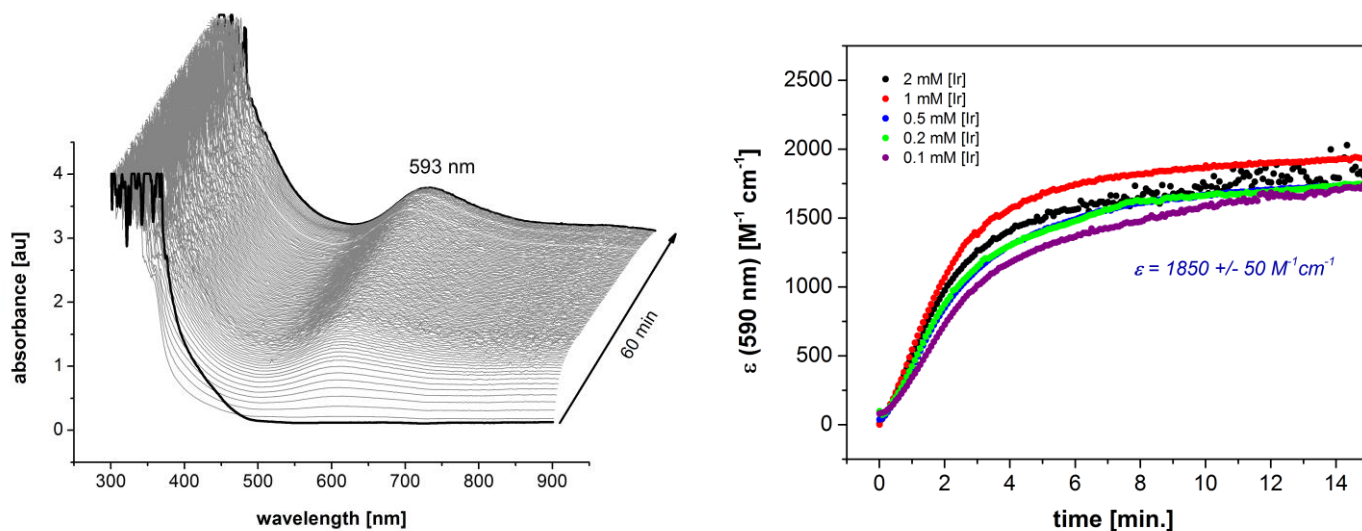 absorbance [au]
4
3
2
1
0
593 nm
60 min
300 400 500 600 700 800 900
wavelength [nm]
ε (590 nm) [M⁻¹ cm⁻¹]
2500
2000
1500
1000
500
0
2 mM [Ir]
1 mM [Ir]
0.5 mM [Ir]
0.2 mM [Ir]
0.1 mM [Ir]
ε = 1850 +/- 50 M⁻¹cm⁻¹
0 2 4 6 8 10 12 14
time [min.]